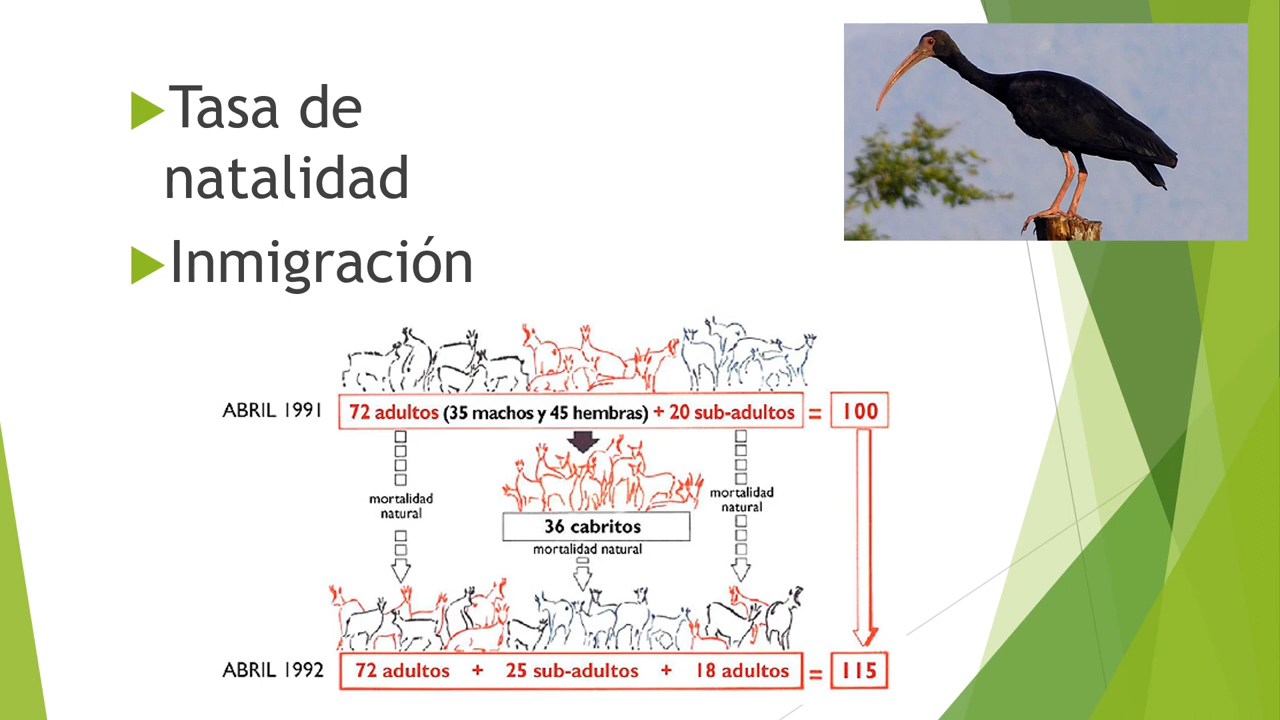 Tasa de
natalidad
Inmigración
ABRIL 1991
72 adultos (35 machos y 45 hembras) + 20 sub-adultos = 100
mortalidad
natural
mortalidad
natural
36 cabritos
mortalidad natural
ABRIL 1992
72 adultos + 25 sub-adultos + 18 adultos = 115